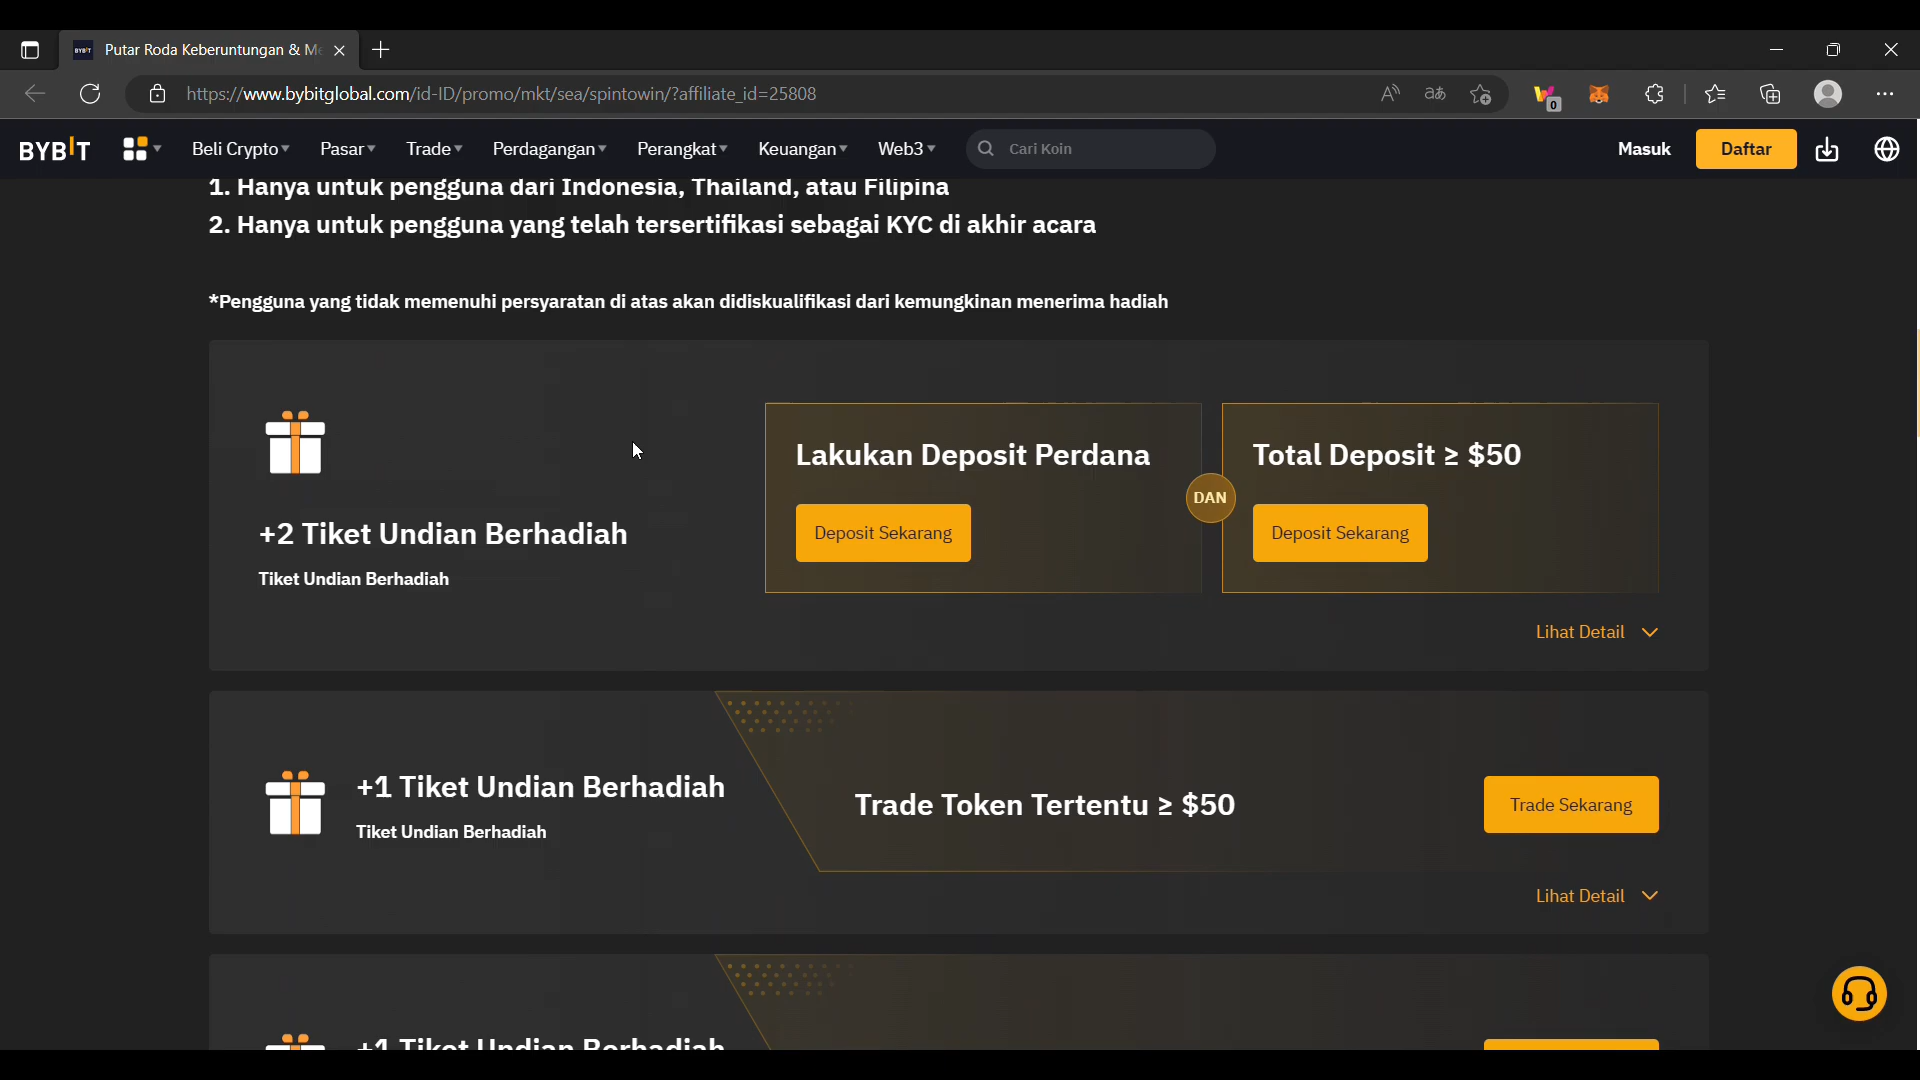 Putar Roda Keberuntungan & M
https://www.bybitglobal.com/id-ID/promo/mkt/sea/spintowin/?affiliate_id=25808
0
BYBIT
Beli Crypto
Pasar
Trade
Perdagangan
Perangkat
Keuangan
Web3
Cari Koin
Masuk
Daftar
1. Hanya untuk pengguna dari Indonesia, Thailand, atau Filipina
2. Hanya untuk pengguna yang telah tersertifikasi sebagai KYC di akhir acara
*Pengguna yang tidak memenuhi persyaratan di atas akan didiskualifikasi dari kemungkinan menerima hadiah
+2 Tiket Undian Berhadiah
Tiket Undian Berhadiah
Lakukan Deposit Perdana
Deposit Sekarang
DAN
Total Deposit ≥ $50
Deposit Sekarang
Lihat Detail
+1 Tiket Undian Berhadiah
Tiket Undian Berhadiah
Trade Token Tertentu ≥ $50
Trade Sekarang
Lihat Detail
+1 Tiket Undian Berhadiah